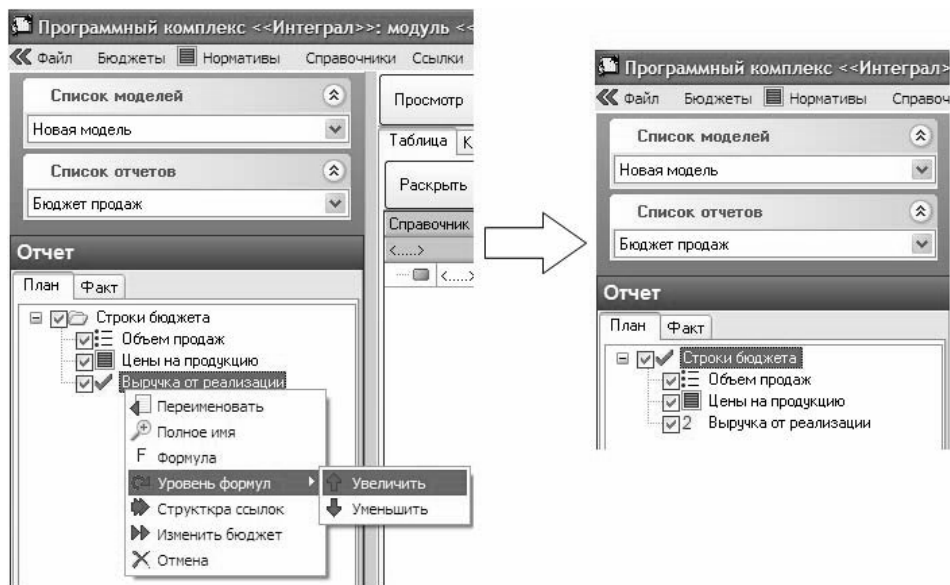 Программный комплекс <<Интеграл>>: модуль <<
Файл Бюджеты Нормативы Справочники Ссылки
Список моделей
Новая модель
Список отчетов
Бюджет продаж
Отчет
План Факт
Строки бюджета
Объем продаж
Цены на продукцию
Выручка от реализации
Переименовать
Полное имя
F Формула
Уровень формул
Структкра ссылок
Изменить бюджет
Отмена
Увеличить
Уменьшить
Просмотр
Таблица К
Раскрыть
Справочник
<.....>
<.....>
Программный комплекс <<Интеграл>
Файл Бюджеты Нормативы Справоч
Список моделей
Новая модель
Список отчетов
Бюджет продаж
Отчет
План Факт
Строки бюджета
Объем продаж
Цены на продукцию
2 Выручка от реализации